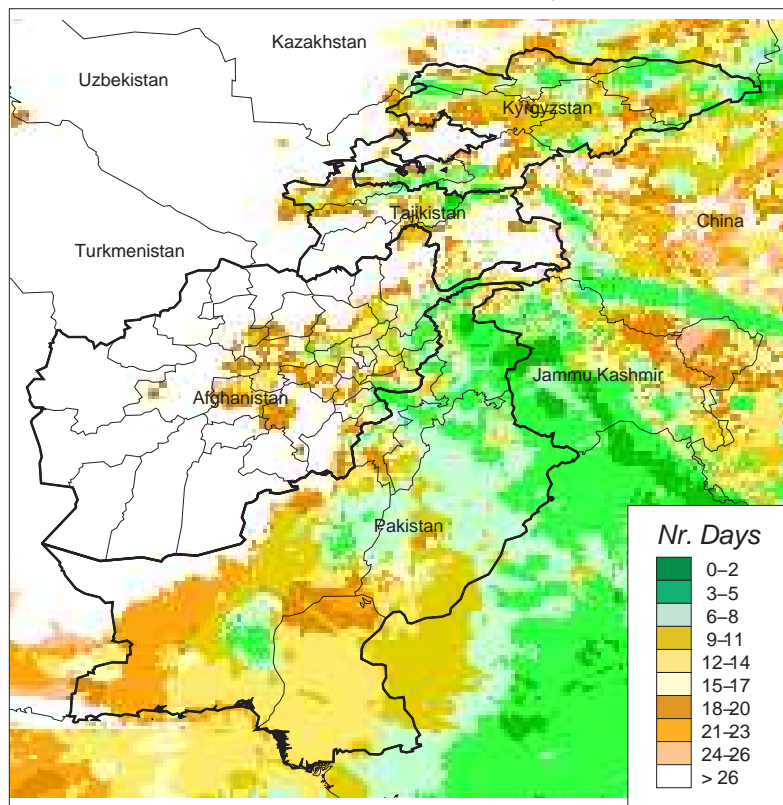 Kazakhstan
Uzbekistan
Kyrgyzstan
Tajikistan
China
Turkmenistan
Jammu Kashmir
Afghanistan
Pakistan
Nr. Days
0–2
3–5
6–8
9–11
12–14
15–17
18–20
21–23
24–26
> 26